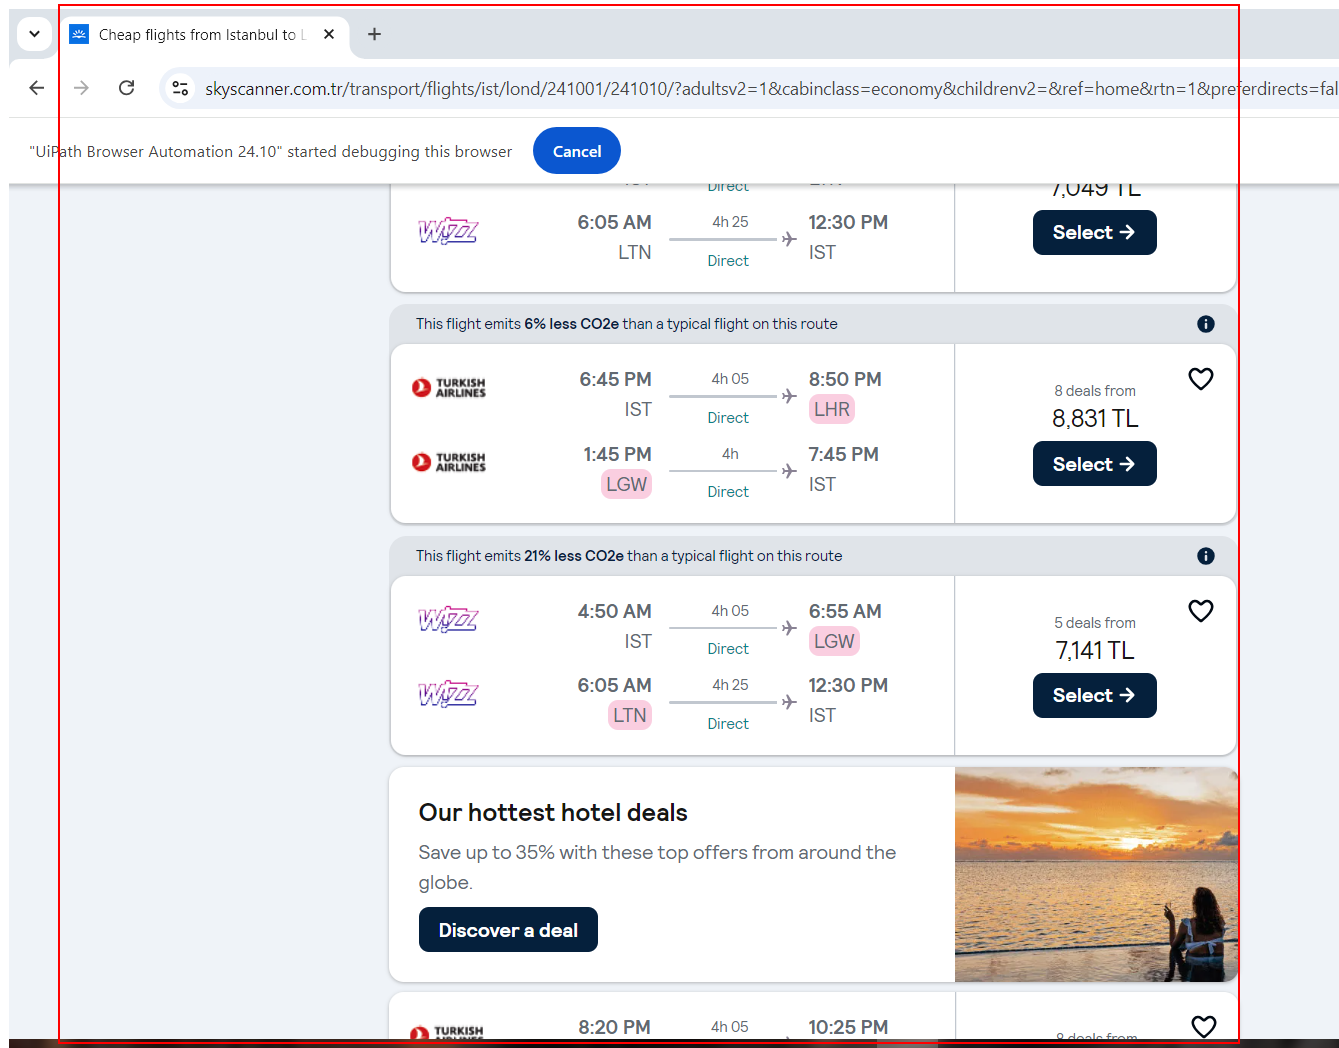 Cheap flights from Istanbul to L
skyscanner.com.tr/transport/flights/ist/lond/241001/241010/?adultsv2=1&cabinclass=economy&childrenv2=&ref=home&rtn=1&preferdirects=fal
"UiPath Browser Automation 24.10" started debugging this browser
Cancel
Direct
7,049 TL
Wizz
6:05 AM 4h 25 12:30 PM
LTN Direct IST
Select →
This flight emits 6% less CO2e than a typical flight on this route
TURKISH AIRLINES
6:45 PM 4h 05 8:50 PM
IST Direct LHR
TURKISH AIRLINES
1:45 PM 4h 7:45 PM
LGW Direct IST
8 deals from
8,831 TL
Select →
This flight emits 21% less CO2e than a typical flight on this route
Wizz
4:50 AM 4h 05 6:55 AM
IST Direct LGW
Wizz
6:05 AM 4h 25 12:30 PM
LTN Direct IST
5 deals from
7,141 TL
Select →
Our hottest hotel deals
Save up to 35% with these top offers from around the
globe.
Discover a deal
TURKISH
8:20 PM 4h 05 10:25 PM
8 deals from